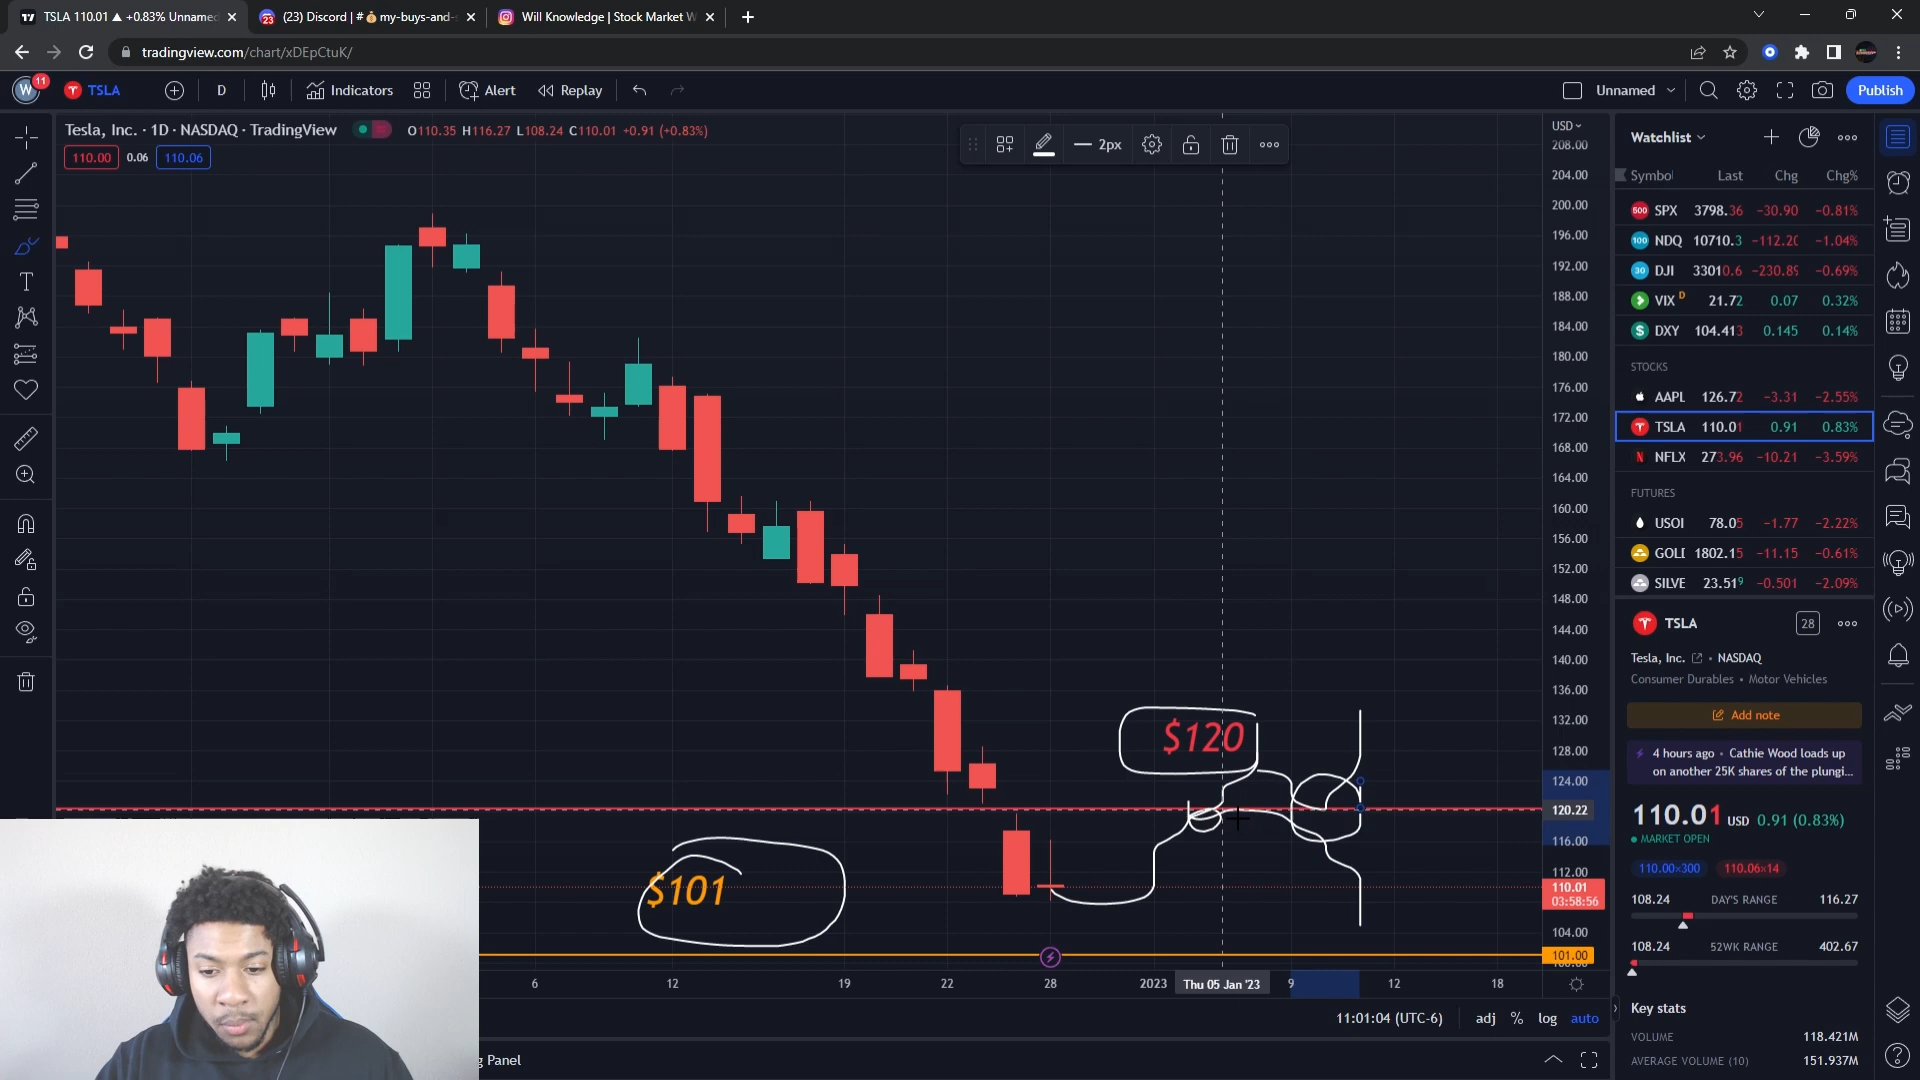 TSLA 110.01 ▲ +0.83% Unnamed
23
(23) Discord | #💰my-buys-and-s
Will Knowledge | Stock Market W
tradingview.com/chart/xDEpCtuK/
W
11
TSLA
D
Indicators
Alert
Replay
Unnamed
Publish
Tesla, Inc. · 1D · NASDAQ · TradingView
O110.35 H116.27 L108.24 C110.01 +0.91 (+0.83%)
110.00
0.06
110.06
2px
USD
208.00
204.00
200.00
196.00
192.00
188.00
184.00
180.00
176.00
172.00
168.00
164.00
160.00
156.00
152.00
148.00
144.00
140.00
136.00
132.00
128.00
124.00
120.22
116.00
112.00
110.01
03:58:56
104.00
101.00
$120
$101
6
12
19
22
28
2023
Thu 05 Jan '23
9
12
18
11:01:04 (UTC-6)
adj
%
log
auto
g Panel
Watchlist
Symbol Last Chg Chg%
500 SPX 3798.36 −30.90 −0.81%
100 NDQ 10710.3 −112.20 −1.04%
30 DJI 33010.6 −230.89 −0.69%
VIX D 21.72 0.07 0.32%
$ DXY 104.413 0.145 0.14%
STOCKS
AAPL 126.72 −3.31 −2.55%
TSLA 110.01 0.91 0.83%
N NFLX 273.96 −10.21 −3.59%
FUTURES
USOI 78.05 −1.77 −2.22%
GOLD 1802.15 −11.15 −0.61%
SILVE 23.519 −0.501 −2.09%
TSLA
28
Tesla, Inc. • NASDAQ
Consumer Durables • Motor Vehicles
Add note
4 hours ago • Cathie Wood loads up
on another 25K shares of the plungi...
110.01 USD 0.91 (0.83%)
MARKET OPEN
110.00×300
110.06×14
108.24 DAY'S RANGE 116.27
108.24 52WK RANGE 402.67
Key stats
VOLUME 118.421M
AVERAGE VOLUME (10) 151.937M